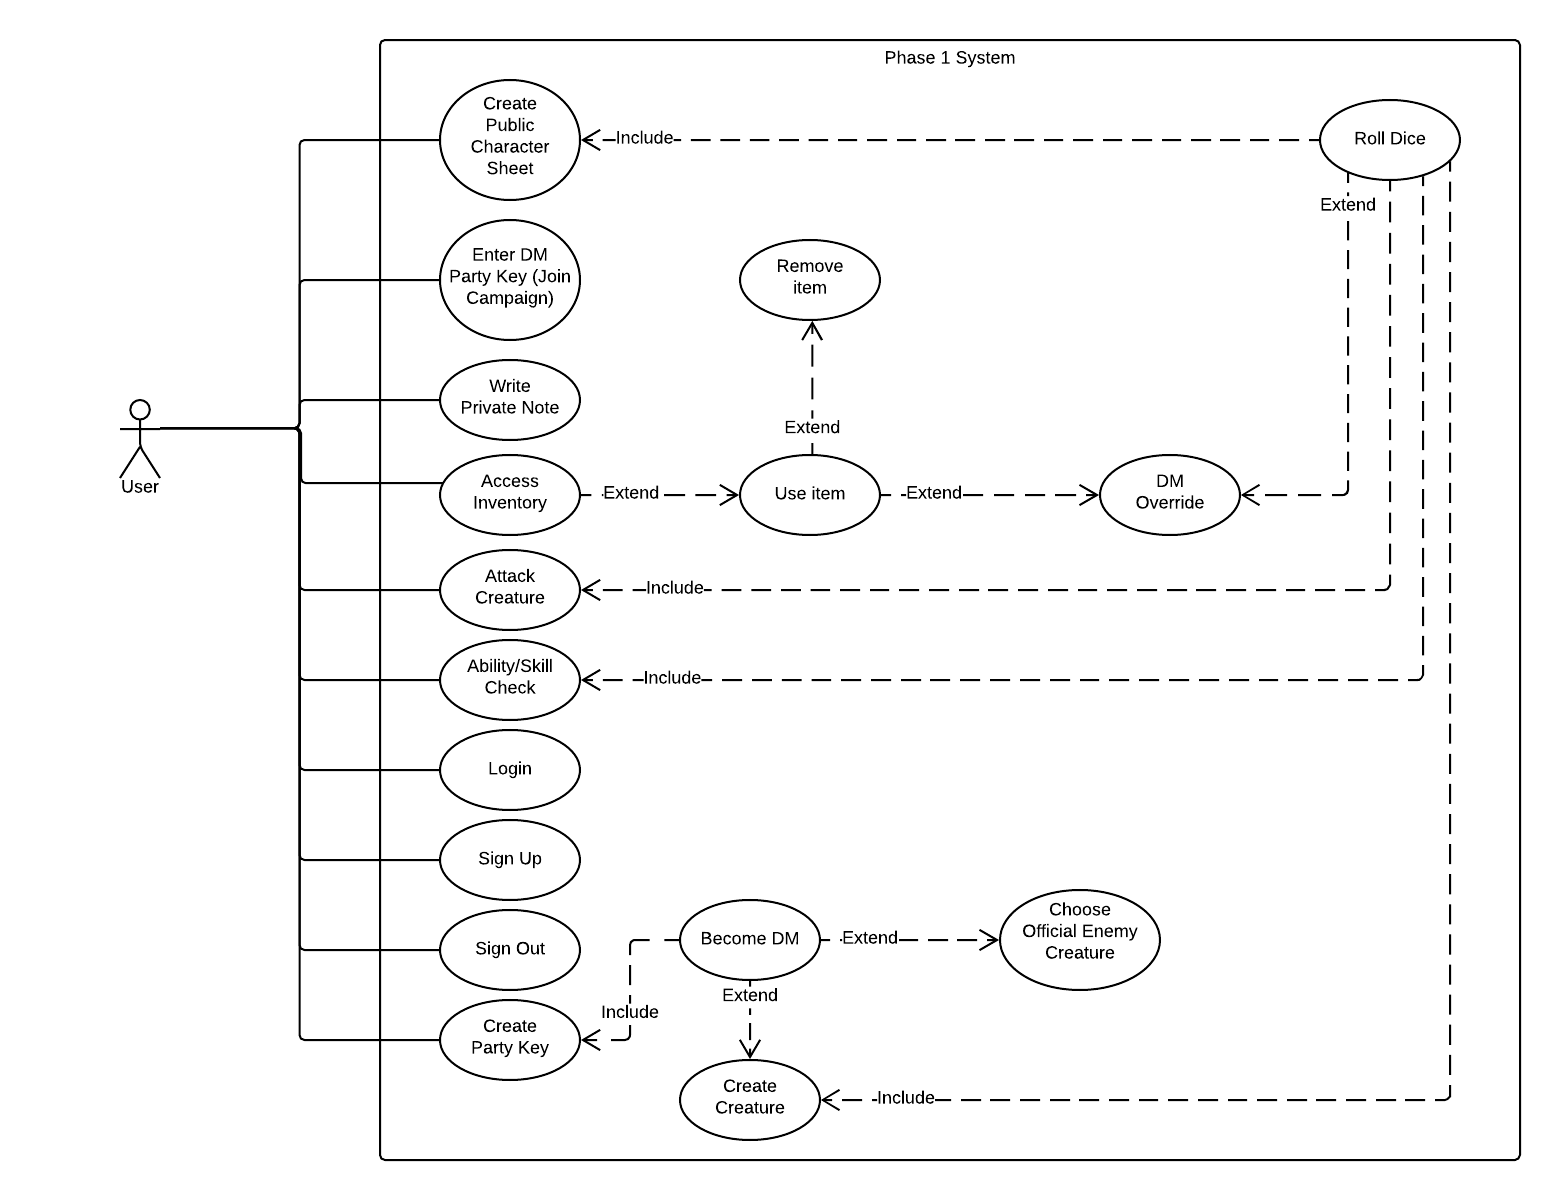 Phase 1 System
Create
Public
Character
Sheet
Include
Roll Dice
Extend
Enter DM
Party Key (Join
Campaign)
Remove
item
Write
Private Note
Extend
User
Access
Inventory
Extend
Use item
Extend
DM
Override
Attack
Creature
Include
Ability/Skill
Check
Include
Login
Sign Up
Sign Out
Become DM
Extend
Choose
Official Enemy
Creature
Extend
Include
Create
Party Key
Create
Creature
Include